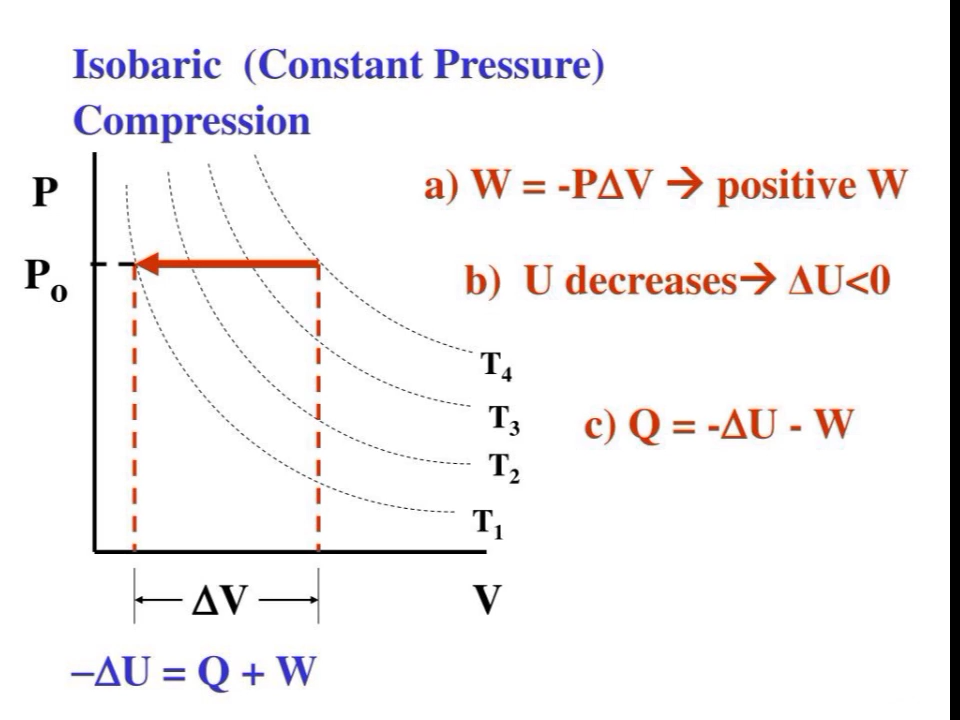 Isobaric (Constant Pressure)
Compression
P
a) W = -PΔV → positive W
Pₒ
b) U decreases→ ΔU<0
T₄
T₃
c) Q = -ΔU - W
T₂
T₁
ΔV
V
–ΔU = Q + W